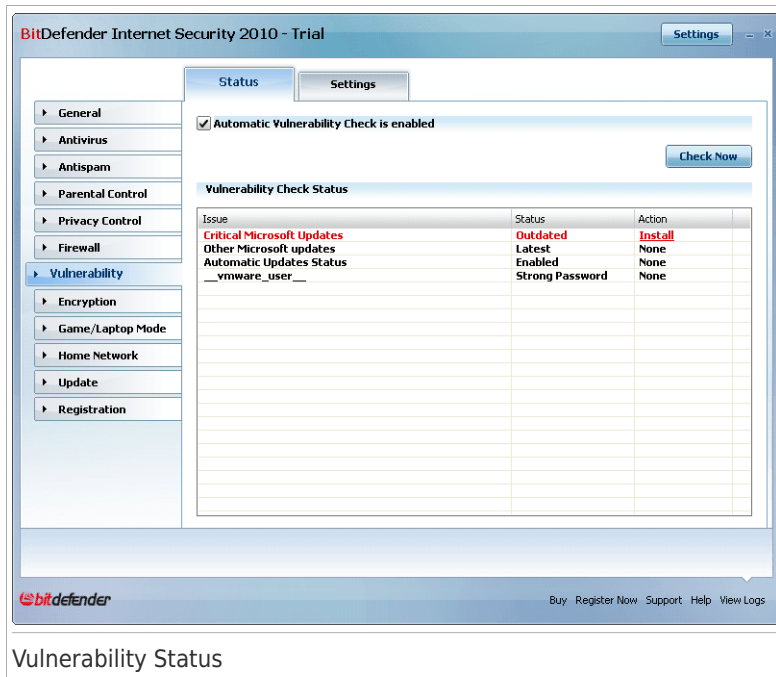 BitDefender Internet Security 2010 - Trial
Settings
Status
Settings
General
Antivirus
Antispam
Parental Control
Privacy Control
Firewall
Vulnerability
Encryption
Game/Laptop Mode
Home Network
Update
Registration
Automatic Vulnerability Check is enabled
Check Now
Vulnerability Check Status
Issue Status Action
Critical Microsoft Updates Outdated Install
Other Microsoft updates Latest None
Automatic Updates Status Enabled None
__vmware_user__ Strong Password None
bitdefender
Buy Register Now Support Help View Logs
Vulnerability Status